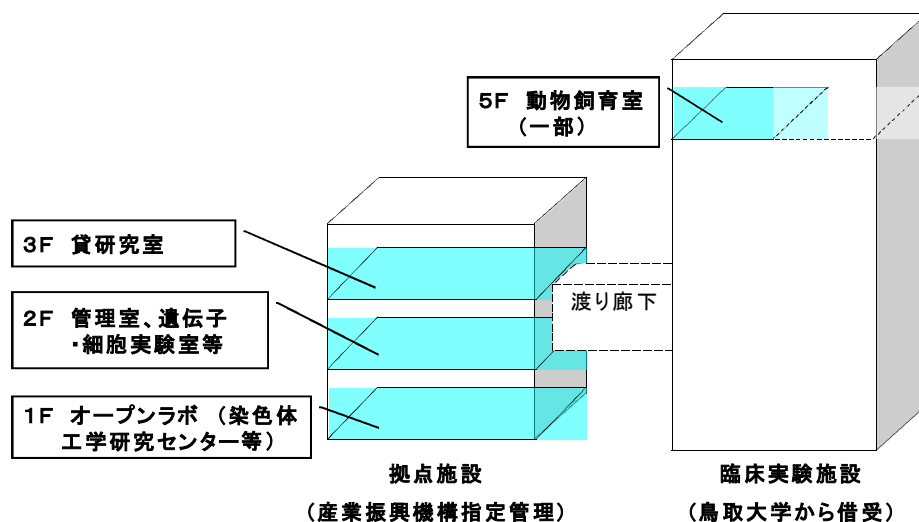 5F 動物飼育室
(一部)
3F 貸研究室
2F 管理室、遺伝子
・細胞実験室等
渡り廊下
1F オープンラボ (染色体
工学研究センター等)
拠点施設
(産業振興機構指定管理)
臨床実験施設
(鳥取大学から借受)